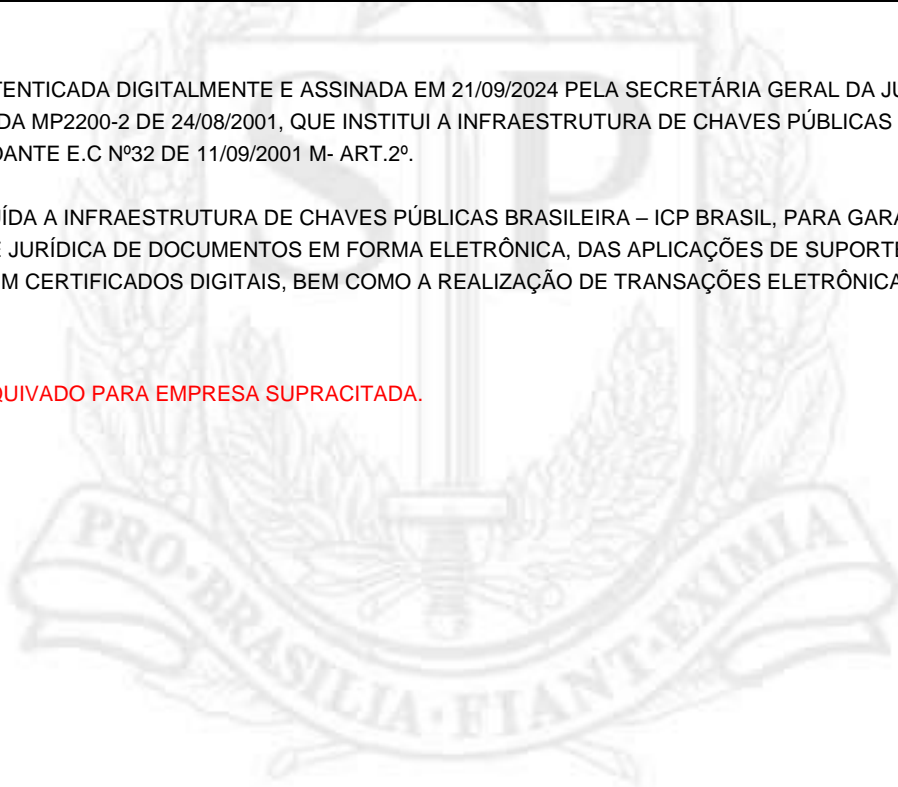 TENTICADA DIGITALMENTE E ASSINADA EM 21/09/2024 PELA SECRETÁRIA GERAL DA JU
DA MP2200-2 DE 24/08/2001, QUE INSTITUI A INFRAESTRUTURA DE CHAVES PÚBLICAS
DANTE E.C Nº32 DE 11/09/2001 M- ART.2º.
ÍDA A INFRAESTRUTURA DE CHAVES PÚBLICAS BRASILEIRA – ICP BRASIL, PARA GARA
E JURÍDICA DE DOCUMENTOS EM FORMA ELETRÔNICA, DAS APLICAÇÕES DE SUPORTE
M CERTIFICADOS DIGITAIS, BEM COMO A REALIZAÇÃO DE TRANSAÇÕES ELETRÔNICA
QUIVADO PARA EMPRESA SUPRACITADA.
SP
PRO·BRASILIA·FIANT·EXIMIA